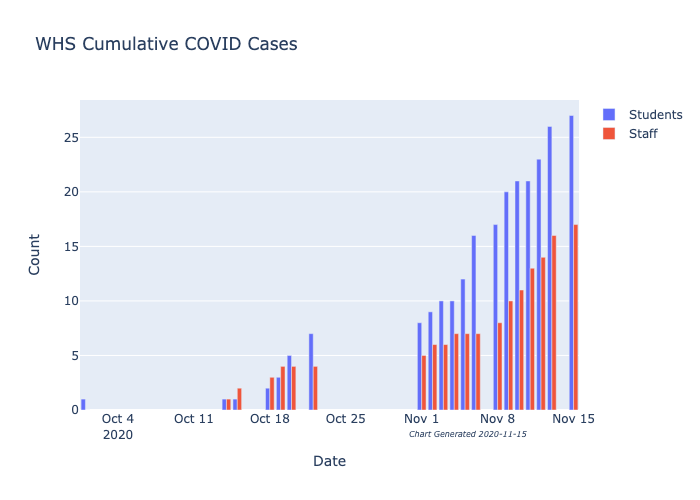 WHS Cumulative COVID Cases
Students
Staff
25
20
15
10
5
0
Count
Oct 4
2020
Oct 11
Oct 18
Oct 25
Nov 1
Nov 8
Nov 15
Chart Generated 2020-11-15
Date